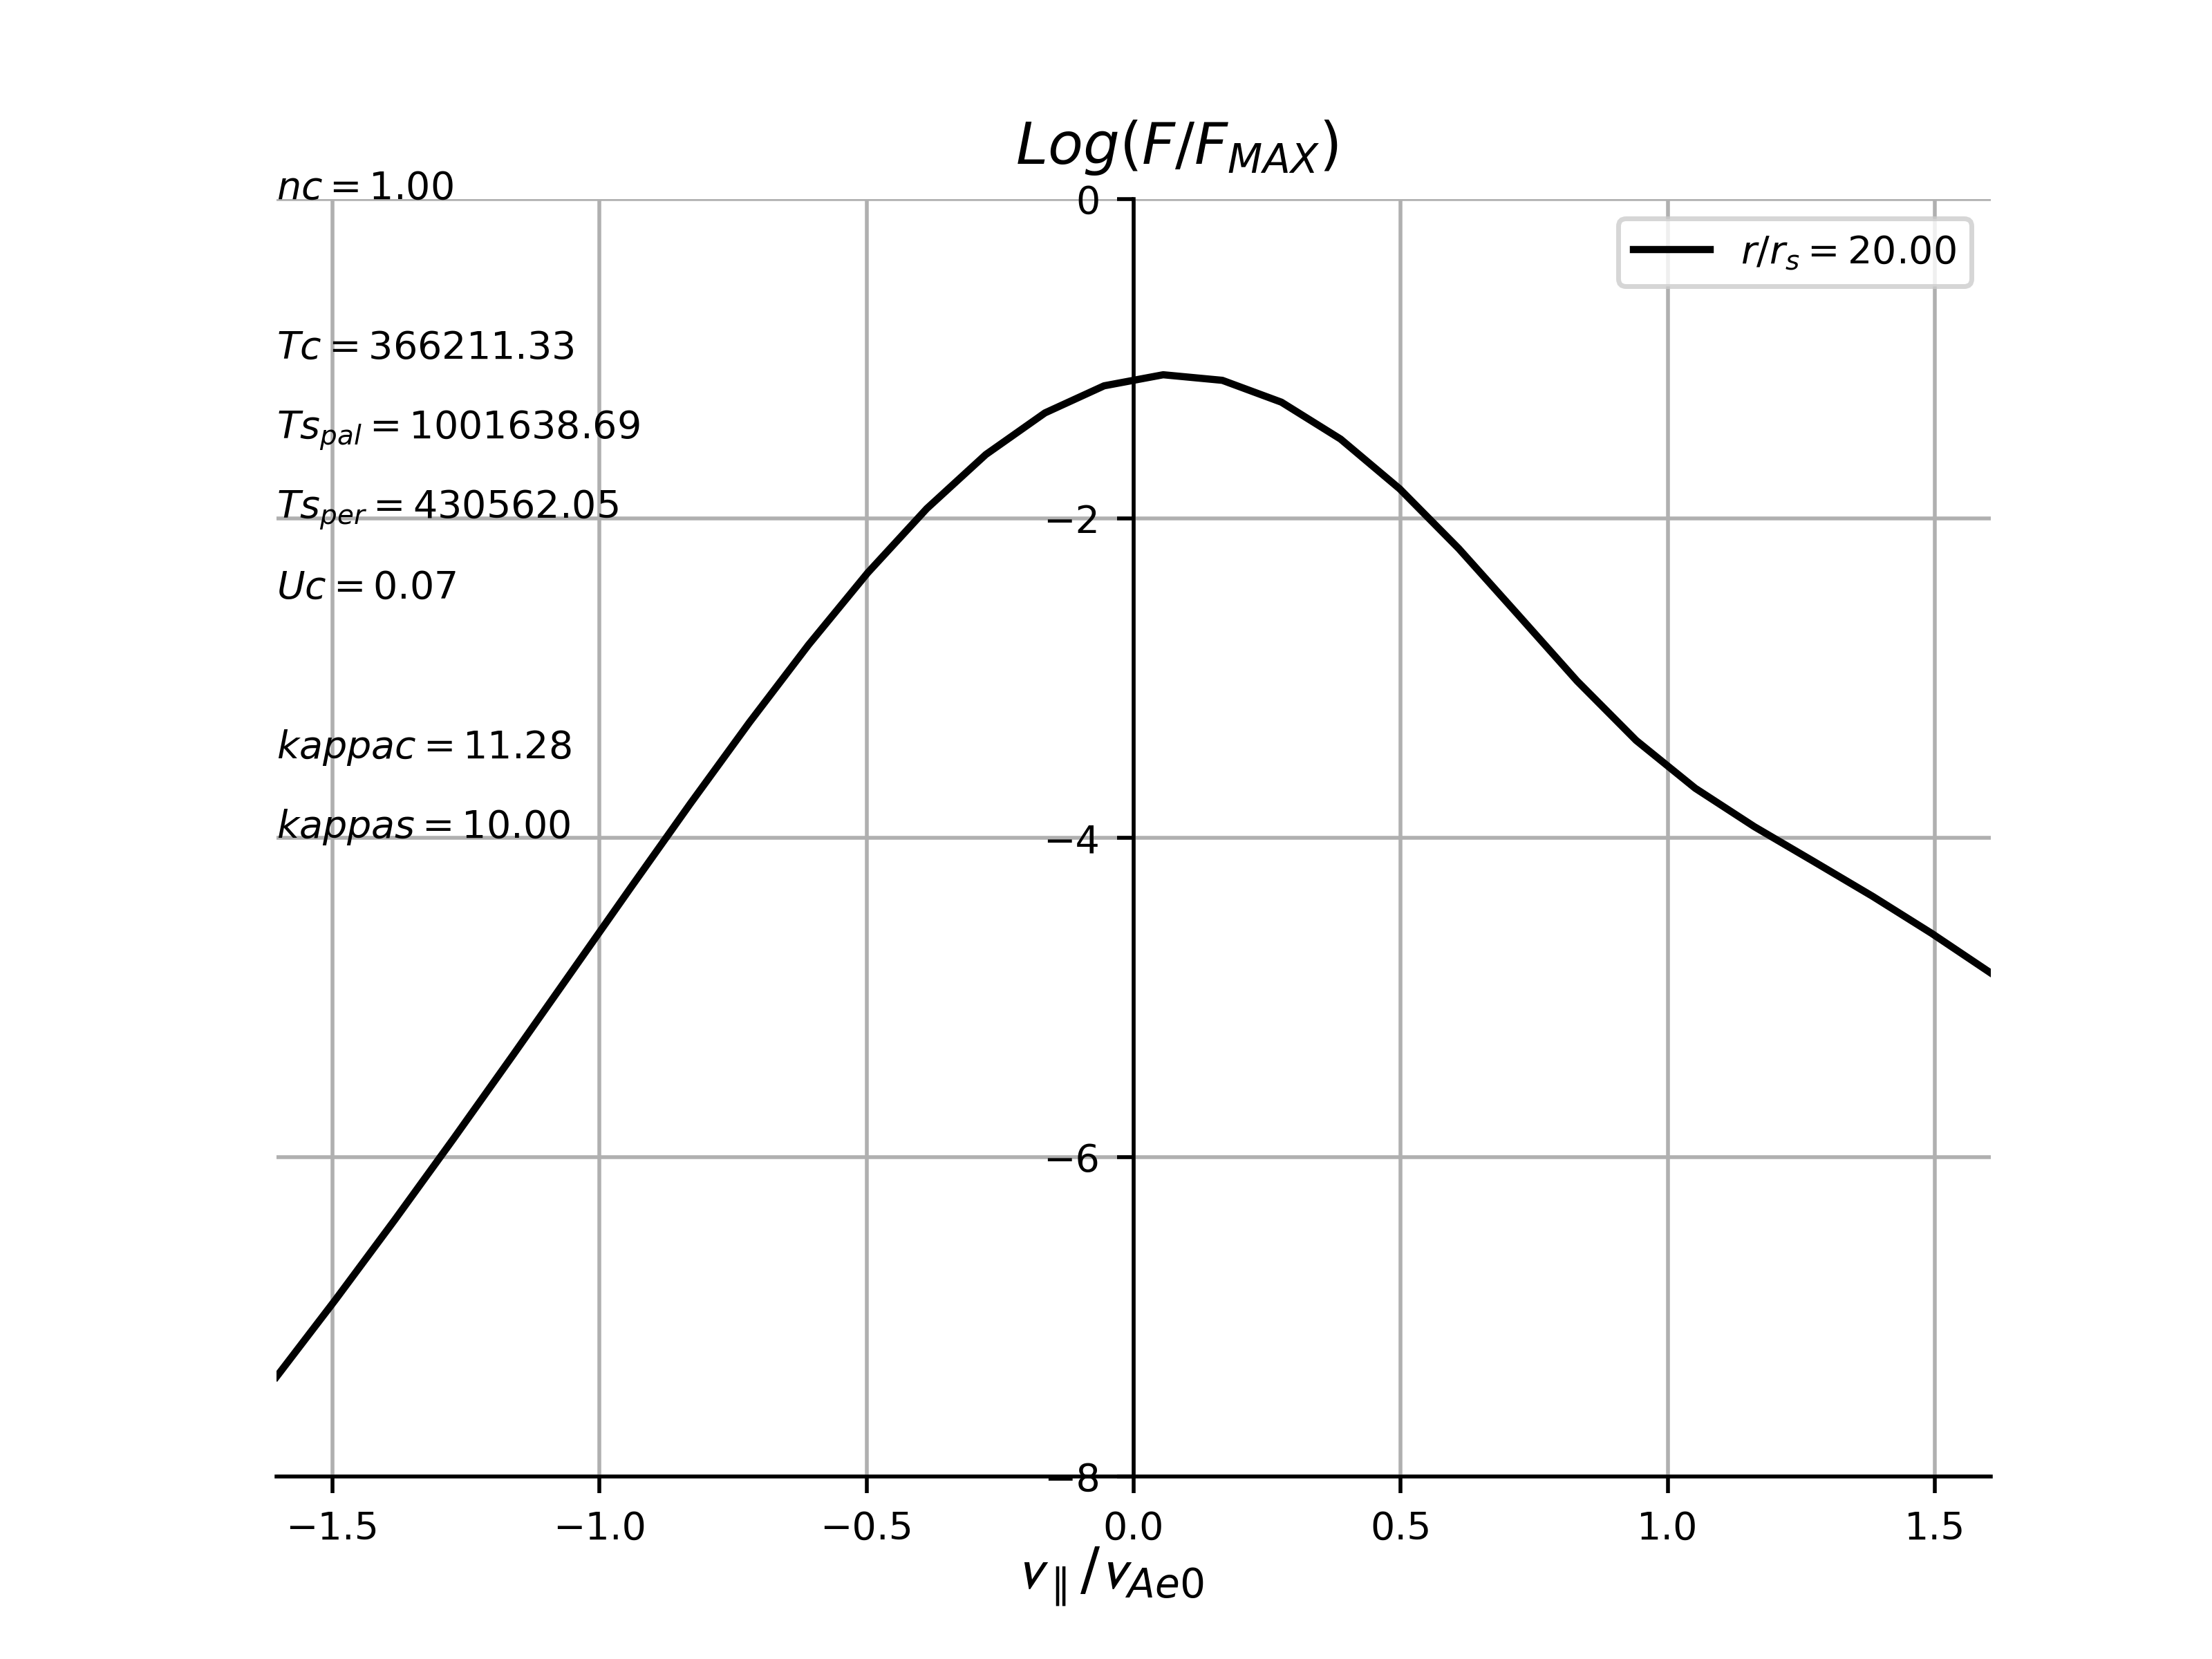 Log(F/F_MAX)
nc = 1.00
0
r/r_s = 20.00
Tc = 366211.33
Ts_pal = 1001638.69
Ts_per = 430562.05
−2
Uc = 0.07
kappac = 11.28
kappas = 10.00
−4
−6
−8
−1.5 −1.0 −0.5 0.0 0.5 1.0 1.5
v_∥/v_Ae0